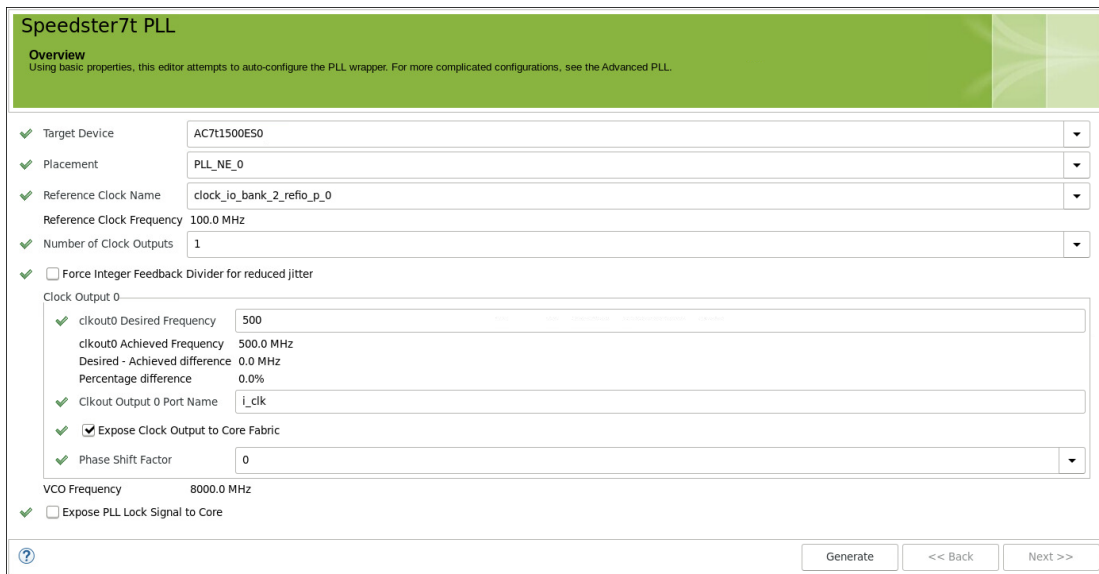 Speedster7t PLL
Overview
Using basic properties, this editor attempts to auto-configure the PLL wrapper. For more complicated configurations, see the Advanced PLL.
Target Device AC7t1500ES0
Placement PLL_NE_0
Reference Clock Name clock_io_bank_2_refio_p_0
Reference Clock Frequency 100.0 MHz
Number of Clock Outputs 1
Force Integer Feedback Divider for reduced jitter
Clock Output 0
clkout0 Desired Frequency 500
clkout0 Achieved Frequency 500.0 MHz
Desired - Achieved difference 0.0 MHz
Percentage difference 0.0%
Clkout Output 0 Port Name i_clk
Expose Clock Output to Core Fabric
Phase Shift Factor 0
VCO Frequency 8000.0 MHz
Expose PLL Lock Signal to Core
? Generate << Back Next >>